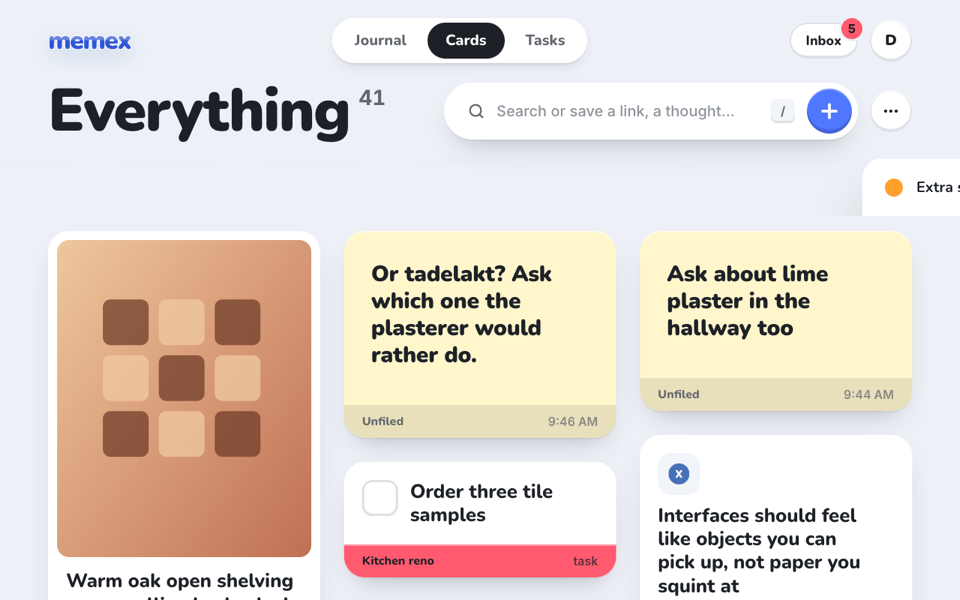 memex
Journal
Cards
Tasks
Inbox
5
D
Everything 41
Search or save a link, a thought...
/
+
Extra
Or tadelakt? Ask
which one the
plasterer would
rather do.
Unfiled
9:46 AM
Ask about lime
plaster in the
hallway too
Unfiled
9:44 AM
Order three tile
samples
Kitchen reno
task
X
Interfaces should feel
like objects you can
pick up, not paper you
squint at
Warm oak open shelving